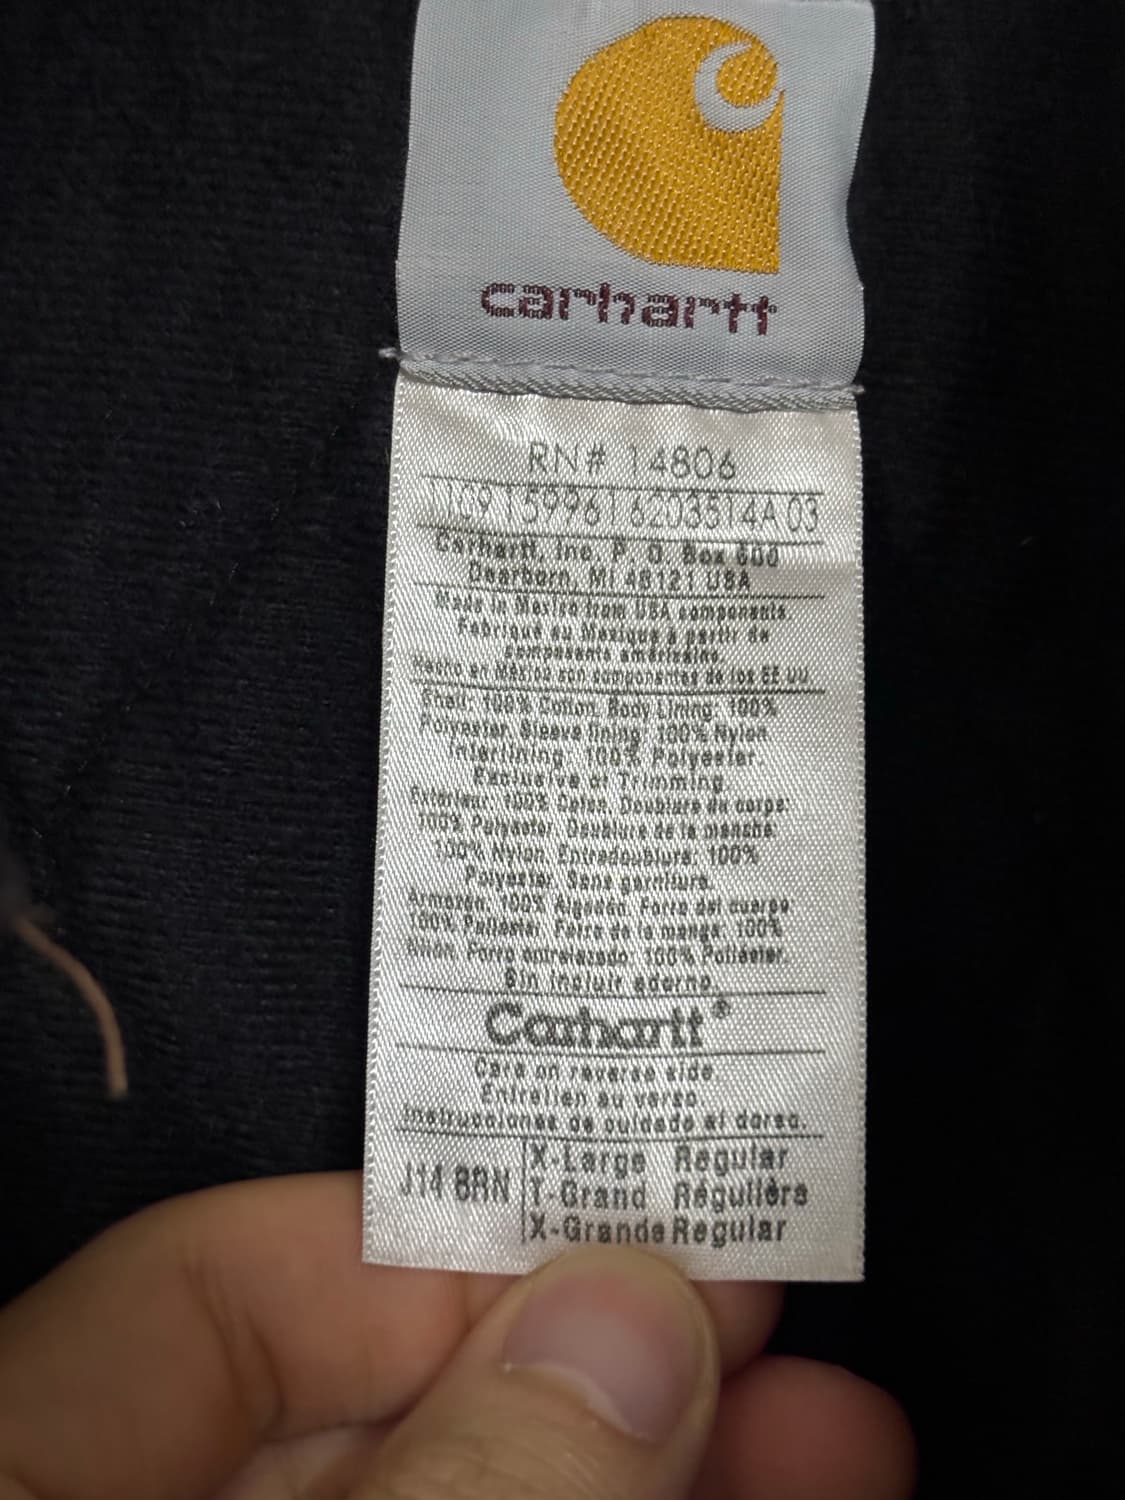 carhartt
RN# 14806
1109 159961 6203514A 03
Carhartt, Inc. P. O. Box 600
Dearborn, MI 48121 USA
Made in Mexico from USA components
Fabriqué au Mexique à partir de
composants américains.
Hecho en México con componentes de los EE.UU.
Shell: 100% Cotton. Body Lining: 100%
Polyester. Sleeve lining: 100% Nylon.
Interlining: 100% Polyester.
Exclusive of Trimming
Extérieur: 100% Coton. Doublure du corps:
100% Polyester. Doublure de la manche:
100% Nylon. Entredoublure: 100%
Polyester. Sans garniture.
Armazón: 100% Algodón. Forro del cuerpo
100% Poliéster. Forro de la manga: 100%
Nilón. Forro entrelazado: 100% Poliéster.
Sin incluir adorno.
Carhartt®
Care on reverse side.
Entretien au verso.
Instrucciones de cuidado al dorso.
J14 BRN X-Large Regular
T-Grand Régulière
X-Grande Regular